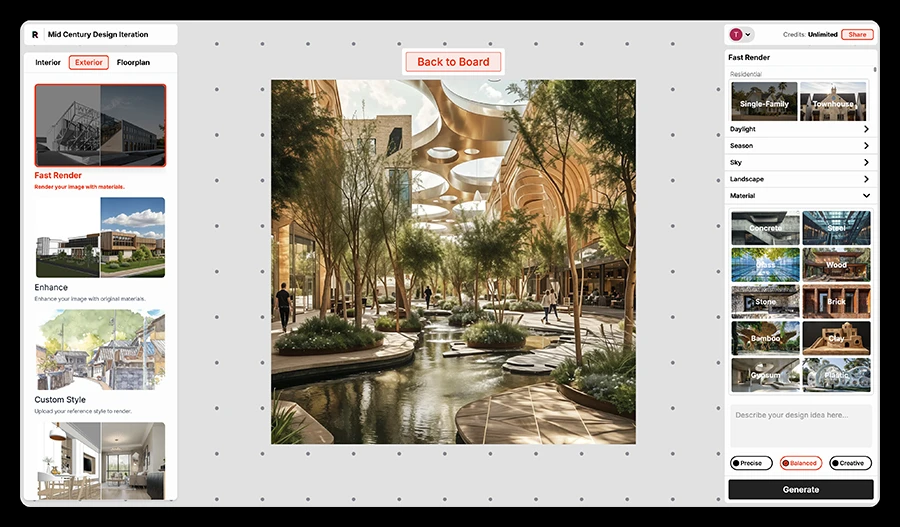 R Mid Century Design Iteration
T
Credits: Unlimited
Share
Interior
Exterior
Floorplan
Back to Board
Fast Render
Render your image with materials.
Enhance
Enhance your image with original materials.
Custom Style
Upload your reference style to render.
Fast Render
Residential
Single-Family
Townhouse
Daylight
Season
Sky
Landscape
Material
Concrete
Steel
Glass
Wood
Stone
Brick
Bamboo
Clay
Gypsum
Plastic
Describe your design idea here...
Precise
Balanced
Creative
Generate